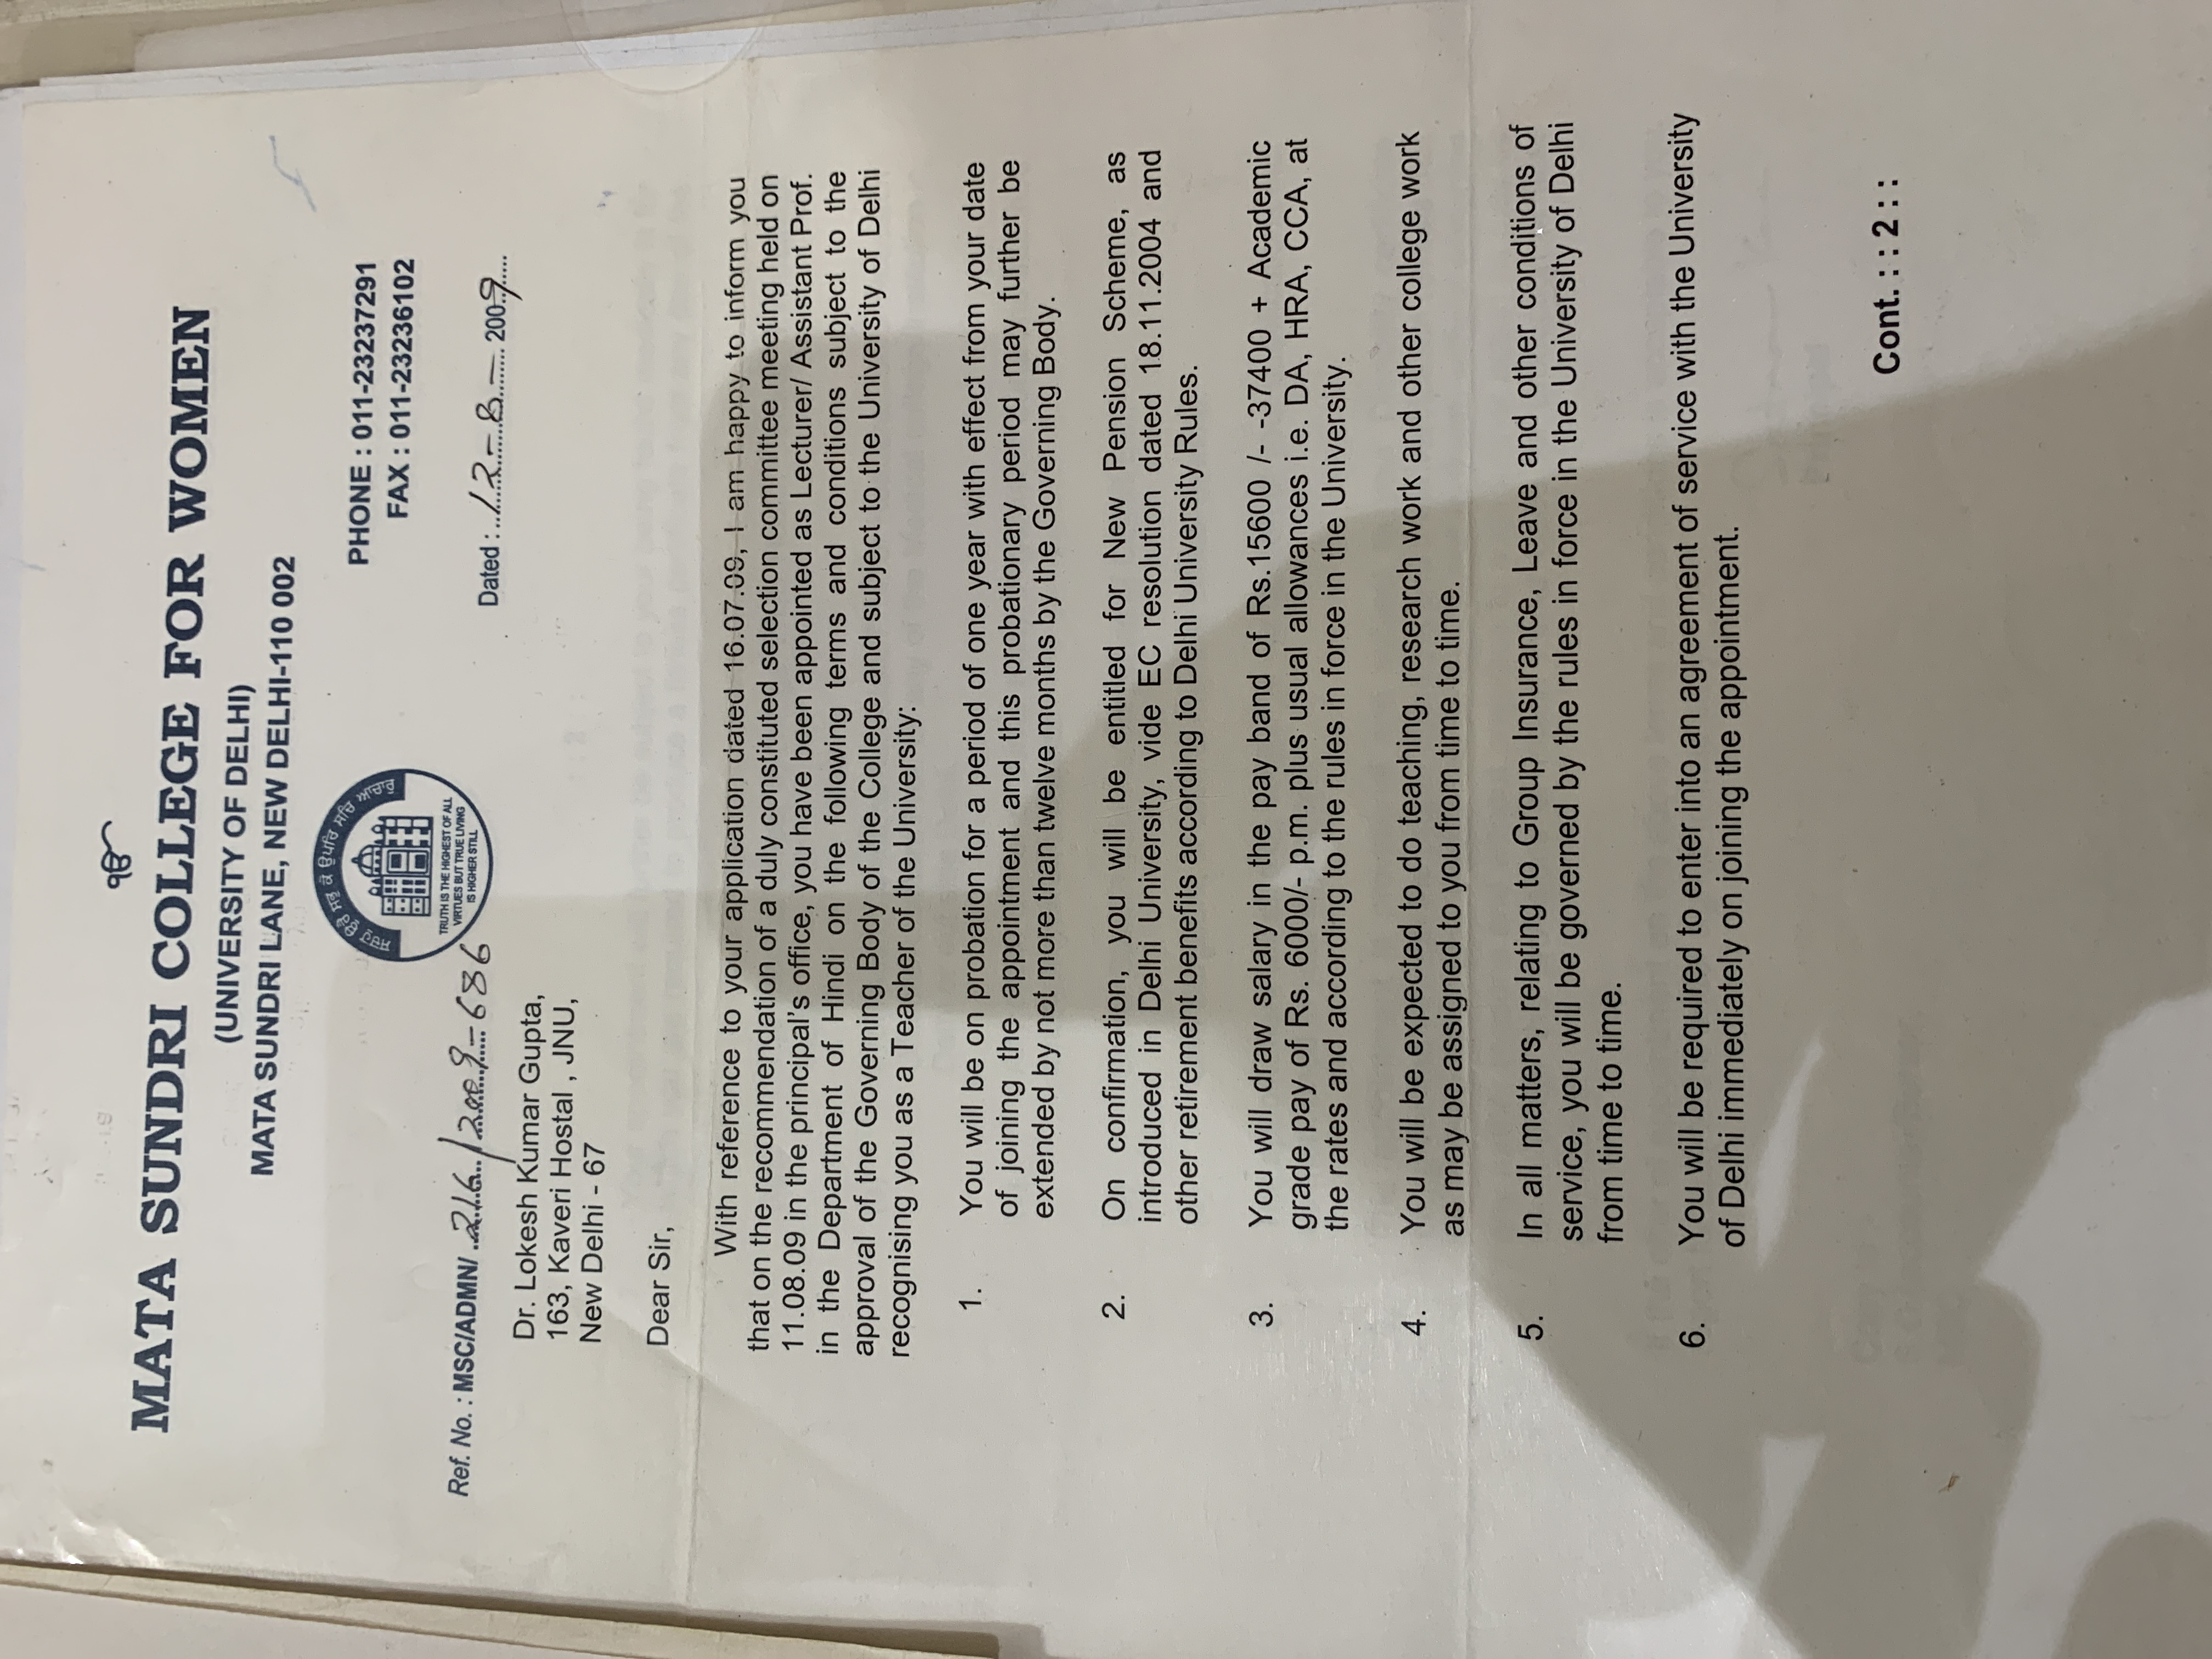 ੴ
MATA SUNDRI COLLEGE FOR WOMEN
(UNIVERSITY OF DELHI)
MATA SUNDRI LANE, NEW DELHI-110 002
PHONE : 011-23237291
FAX : 011-23236102
ਸਚਹੁ ਓਰੈ ਸਭੁ ਕੋ ਉਪਰਿ ਸਚਿ ਆਚਾਰੁ
TRUTH IS THE HIGHEST OF ALL
VIRTUES BUT TRUE LIVING
IS HIGHER STILL
Ref. No. : MSC/ADMN/ 216/2009-686
Dated : 12-8-2009
Dr. Lokesh Kumar Gupta,
163, Kaveri Hostal , JNU,
New Delhi - 67
Dear Sir,
With reference to your application dated 16.07.09, I am happy to inform you
that on the recommendation of a duly constituted selection committee meeting held on
11.08.09 in the principal's office, you have been appointed as Lecturer/ Assistant Prof.
in the Department of Hindi on the following terms and conditions subject to the
approval of the Governing Body of the College and subject to the University of Delhi
recognising you as a Teacher of the University:
1. You will be on probation for a period of one year with effect from your date
of joining the appointment and this probationary period may further be
extended by not more than twelve months by the Governing Body.
2. On confirmation, you will be entitled for New Pension Scheme, as
introduced in Delhi University, vide EC resolution dated 18.11.2004 and
other retirement benefits according to Delhi University Rules.
3. You will draw salary in the pay band of Rs.15600 /- -37400 + Academic
grade pay of Rs. 6000/- p.m. plus usual allowances i.e. DA, HRA, CCA, at
the rates and according to the rules in force in the University.
4. You will be expected to do teaching, research work and other college work
as may be assigned to you from time to time.
5. In all matters, relating to Group Insurance, Leave and other conditions of
service, you will be governed by the rules in force in the University of Delhi
from time to time.
6. You will be required to enter into an agreement of service with the University
of Delhi immediately on joining the appointment.
Cont. : : : 2 : : :